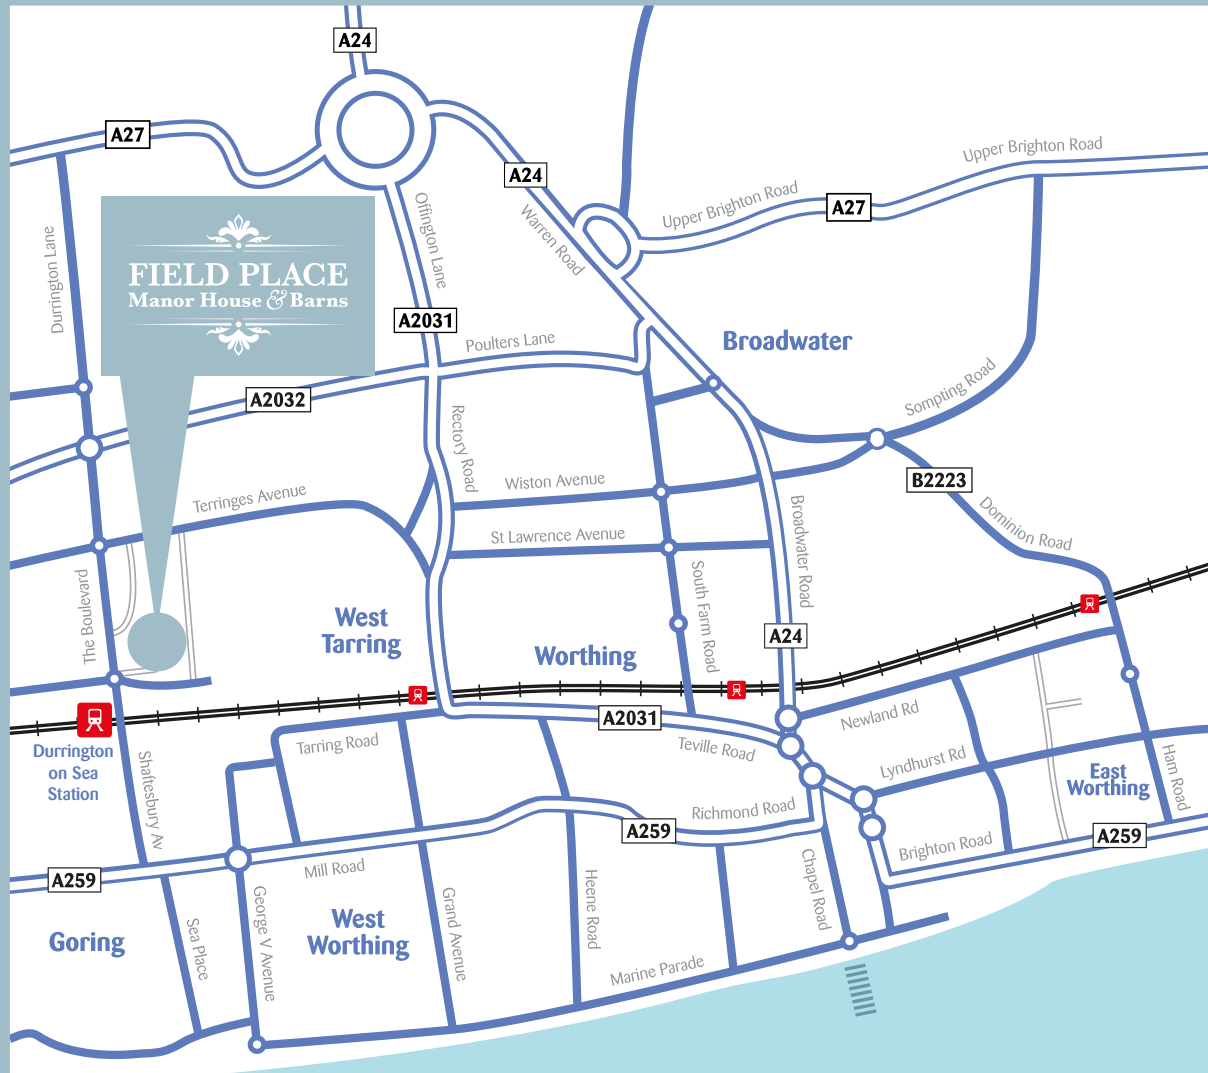 A24
A27
A24
Upper Brighton Road
Upper Brighton Road
A27
Durrington Lane
Offington Lane
Warren Road
FIELD PLACE
Manor House & Barns
A2031
Poulters Lane
Broadwater
A2032
Sompting Road
Rectory Road
Wiston Avenue
B2223
Terringes Avenue
Dominion Road
Broadwater Road
St Lawrence Avenue
The Boulevard
South Farm Road
West
Tarring
Worthing
A24
A2031
Newland Rd
Tarring Road
Teville Road
Durrington
on Sea
Station
Shaftesbury Av
Lyndhurst Rd
East
Worthing
Ham Road
Richmond Road
A259
A259
Brighton Road
Mill Road
A259
Chapel Road
George V Avenue
Grand Avenue
Heene Road
West
Worthing
Goring
Sea Place
Marine Parade